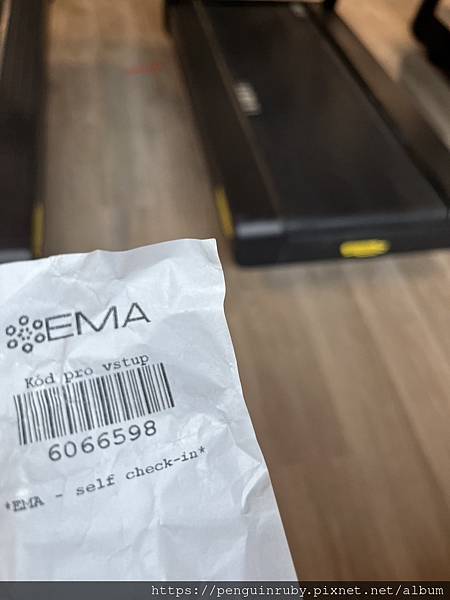 EMA
Kód pro vstup
6066598
*EMA - self check-in*
https://penguinruby.pixnet.net/album